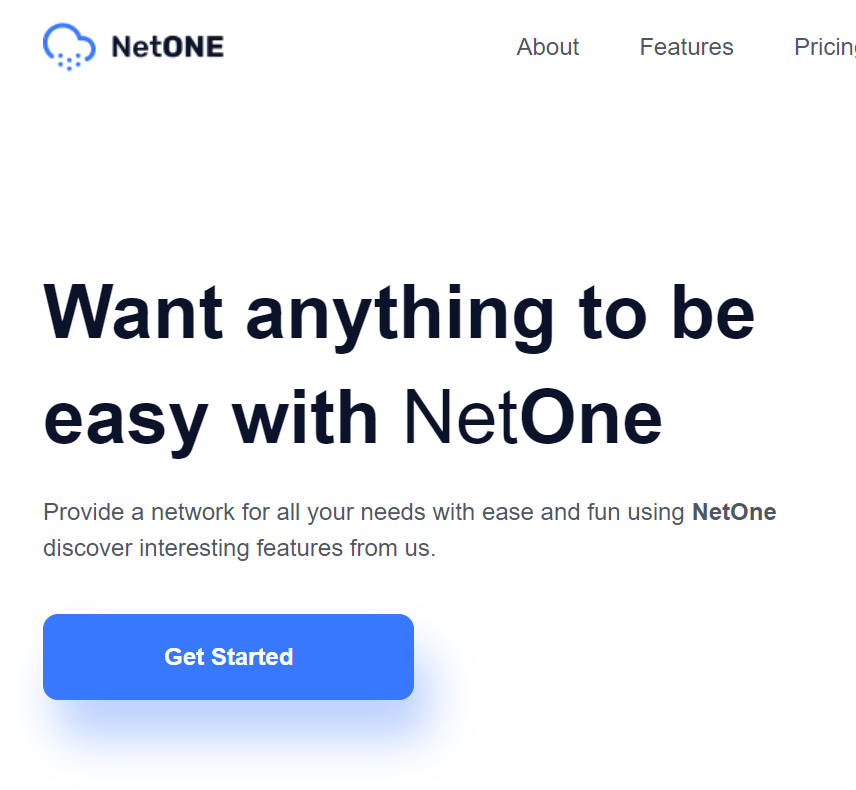 NetONE
About Features
Want anything to be
easy with NetOne
Provide a network for all your needs with ease and fun using NetOne
discover interesting features from us.
Get Started